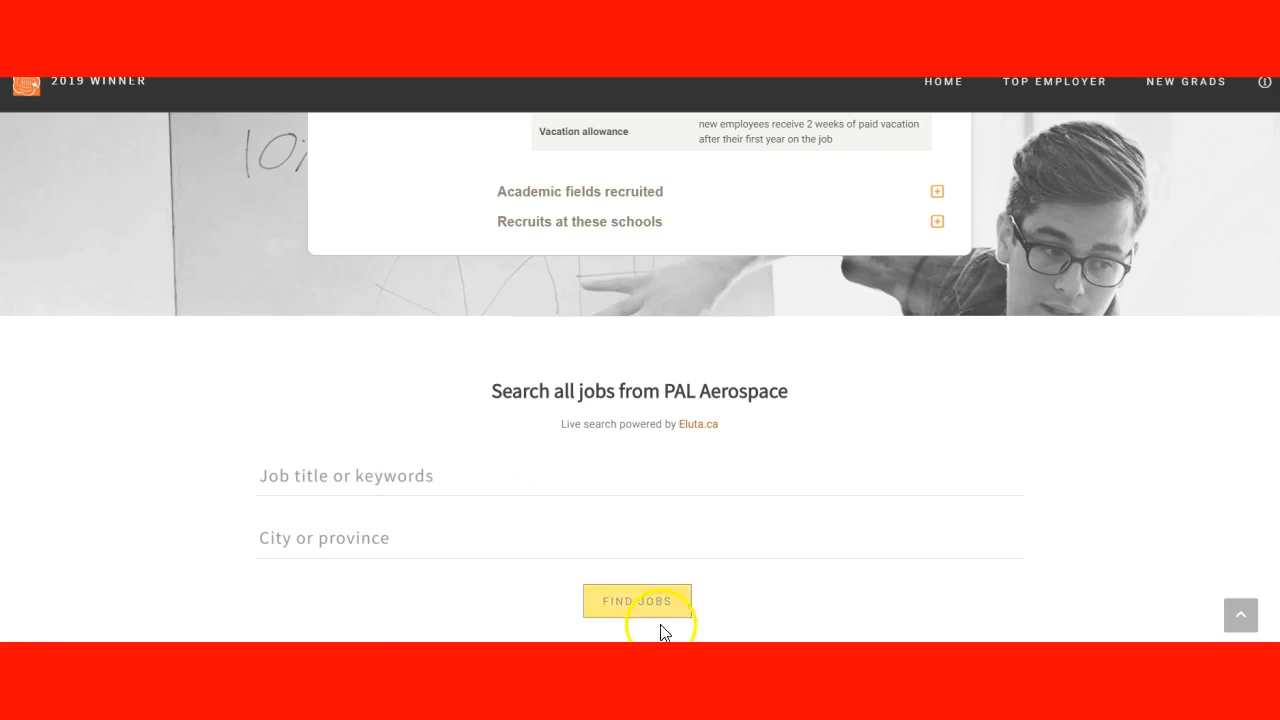 2019 WINNER
HOME TOP EMPLOYER NEW GRADS
10%
Vacation allowance
new employees receive 2 weeks of paid vacation
after their first year on the job
Academic fields recruited
Recruits at these schools
Search all jobs from PAL Aerospace
Live search powered by Eluta.ca
Job title or keywords
City or province
FIND JOBS